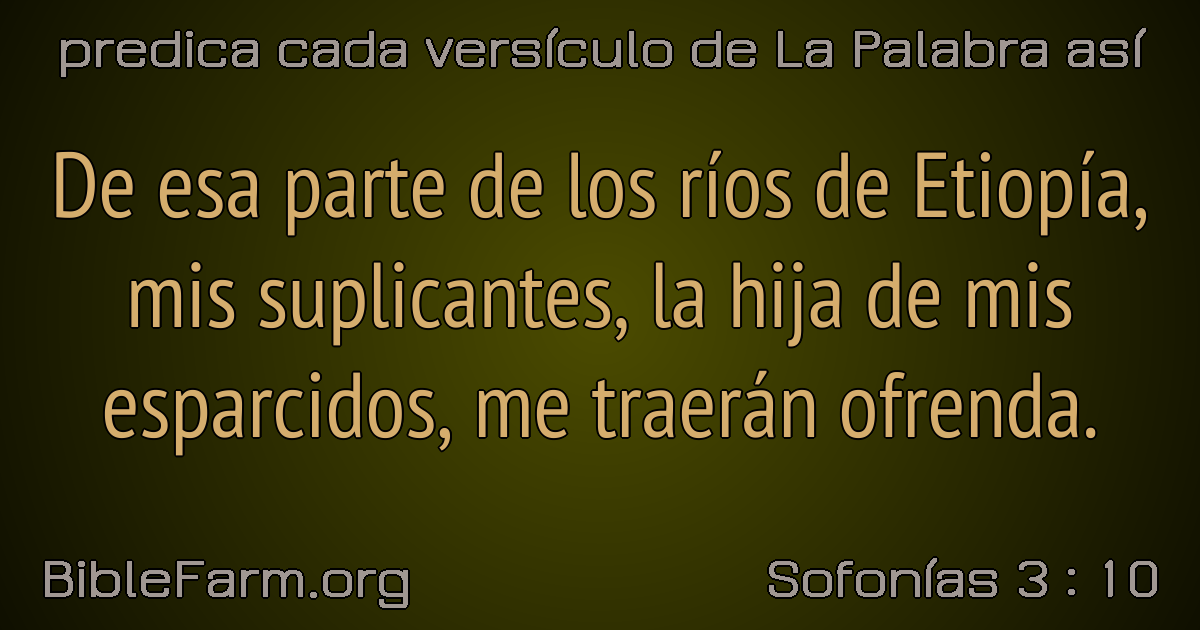 predica cada versículo de La Palabra así
De esa parte de los ríos de Etiopía,
mis suplicantes, la hija de mis
esparcidos, me traerán ofrenda.
BibleFarm.org
Sofonías 3 : 10